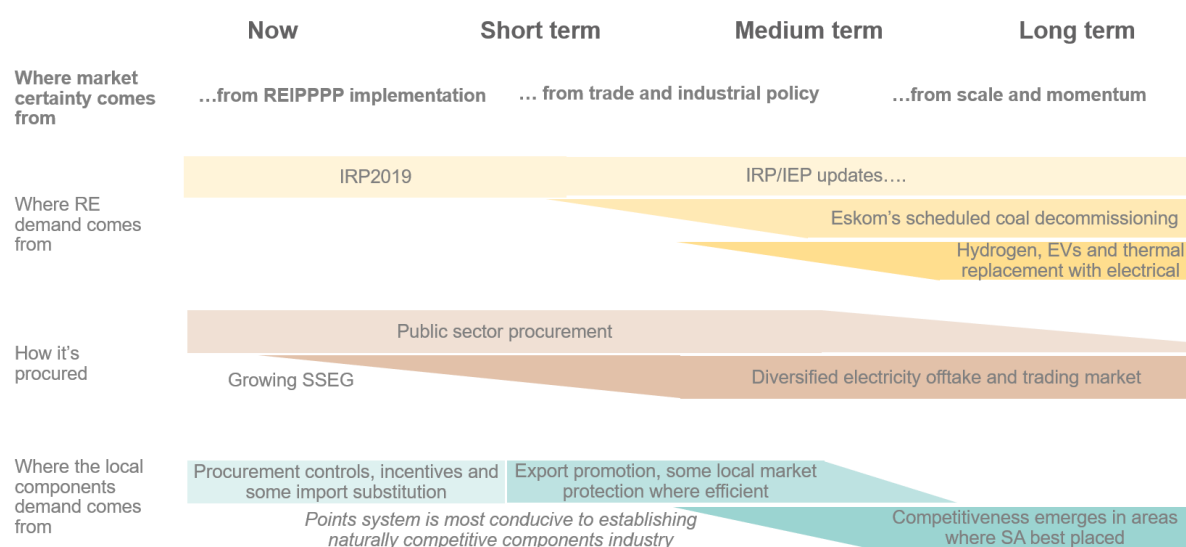 Now
Short term
Medium term
Long term
Where market
certainty comes
from
…from REIPPPP implementation
… from trade and industrial policy
…from scale and momentum
Where RE
demand comes
from
IRP2019
IRP/IEP updates….
Eskom’s scheduled coal decommissioning
Hydrogen, EVs and thermal
replacement with electrical
How it’s
procured
Public sector procurement
Growing SSEG
Diversified electricity offtake and trading market
Where the local
components
demand comes
from
Procurement controls, incentives and
some import substitution
Export promotion, some local market
protection where efficient
Points system is most conducive to establishing
naturally competitive components industry
Competitiveness emerges in areas
where SA best placed